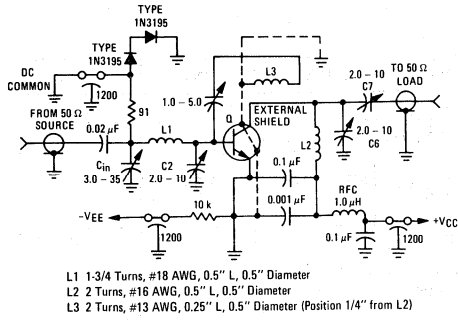 TYPE
1N3195
TYPE
1N3195
DC
COMMON
1200
L3
TO 50 Ω
LOAD
2.0 – 10
C7
1.0 – 5.0
EXTERNAL
SHIELD
Q
FROM 50 Ω
SOURCE
91
0.02 μF
L1
L2
2.0 – 10
C6
Cin
3.0 – 35
C2
2.0 – 10
0.1 μF
0.001 μF
RFC
1.0 μH
–VEE
10 k
+VCC
1200
0.1 μF
1200
L1 1-3/4 Turns, #18 AWG, 0.5" L, 0.5" Diameter
L2 2 Turns, #16 AWG, 0.5" L, 0.5" Diameter
L3 2 Turns, #13 AWG, 0.25" L, 0.5" Diameter (Position 1/4" from L2)